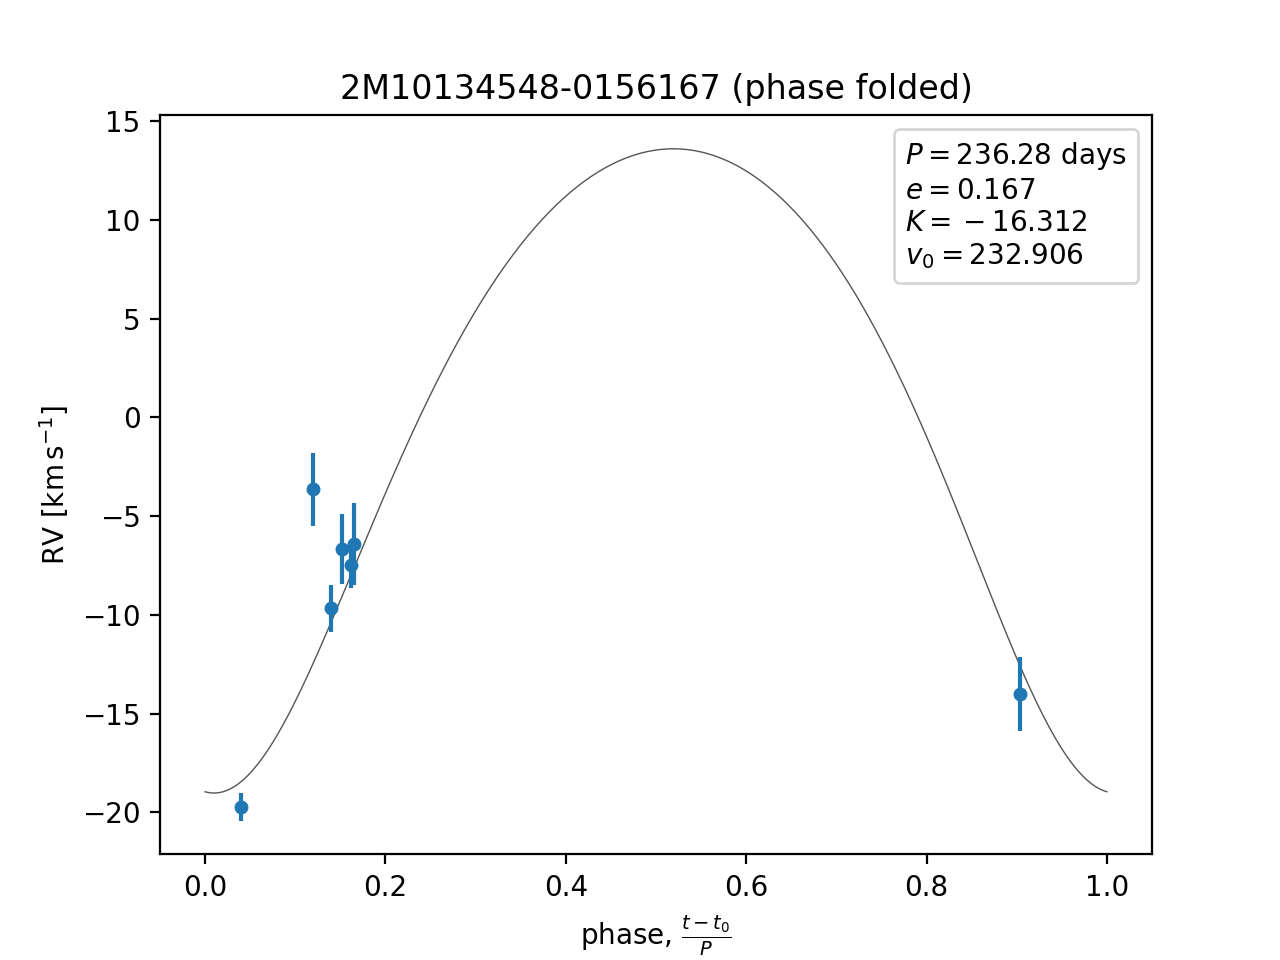 2M10134548-0156167 (phase folded)
P = 236.28 days
e = 0.167
K = −16.312
v₀ = 232.906
RV [km s⁻¹]
15
10
5
0
−5
−10
−15
−20
0.0 0.2 0.4 0.6 0.8 1.0
phase, (t − t₀)/P